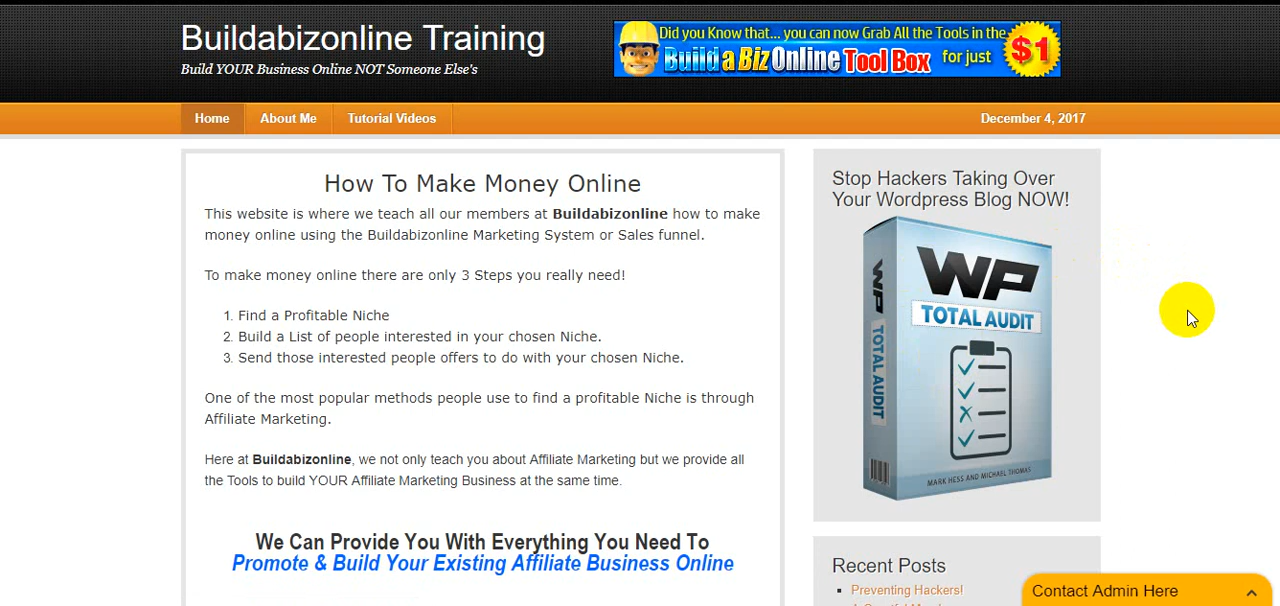 Buildabizonline Training
Build YOUR Business Online NOT Someone Else's
Did you Know that... you can now Grab All the Tools in the
Build a Biz Online Tool Box for just $1
Home
About Me
Tutorial Videos
December 4, 2017
How To Make Money Online
This website is where we teach all our members at Buildabizonline how to make
money online using the Buildabizonline Marketing System or Sales funnel.
To make money online there are only 3 Steps you really need!
1. Find a Profitable Niche
2. Build a List of people interested in your chosen Niche.
3. Send those interested people offers to do with your chosen Niche.
One of the most popular methods people use to find a profitable Niche is through
Affiliate Marketing.
Here at Buildabizonline, we not only teach you about Affiliate Marketing but we provide all
the Tools to build YOUR Affiliate Marketing Business at the same time.
We Can Provide You With Everything You Need To
Promote & Build Your Existing Affiliate Business Online
Stop Hackers Taking Over
Your Wordpress Blog NOW!
WP
TOTAL AUDIT
WP
TOTAL AUDIT
MARK HESS AND MICHAEL THOMAS
Recent Posts
Preventing Hackers!
Contact Admin Here